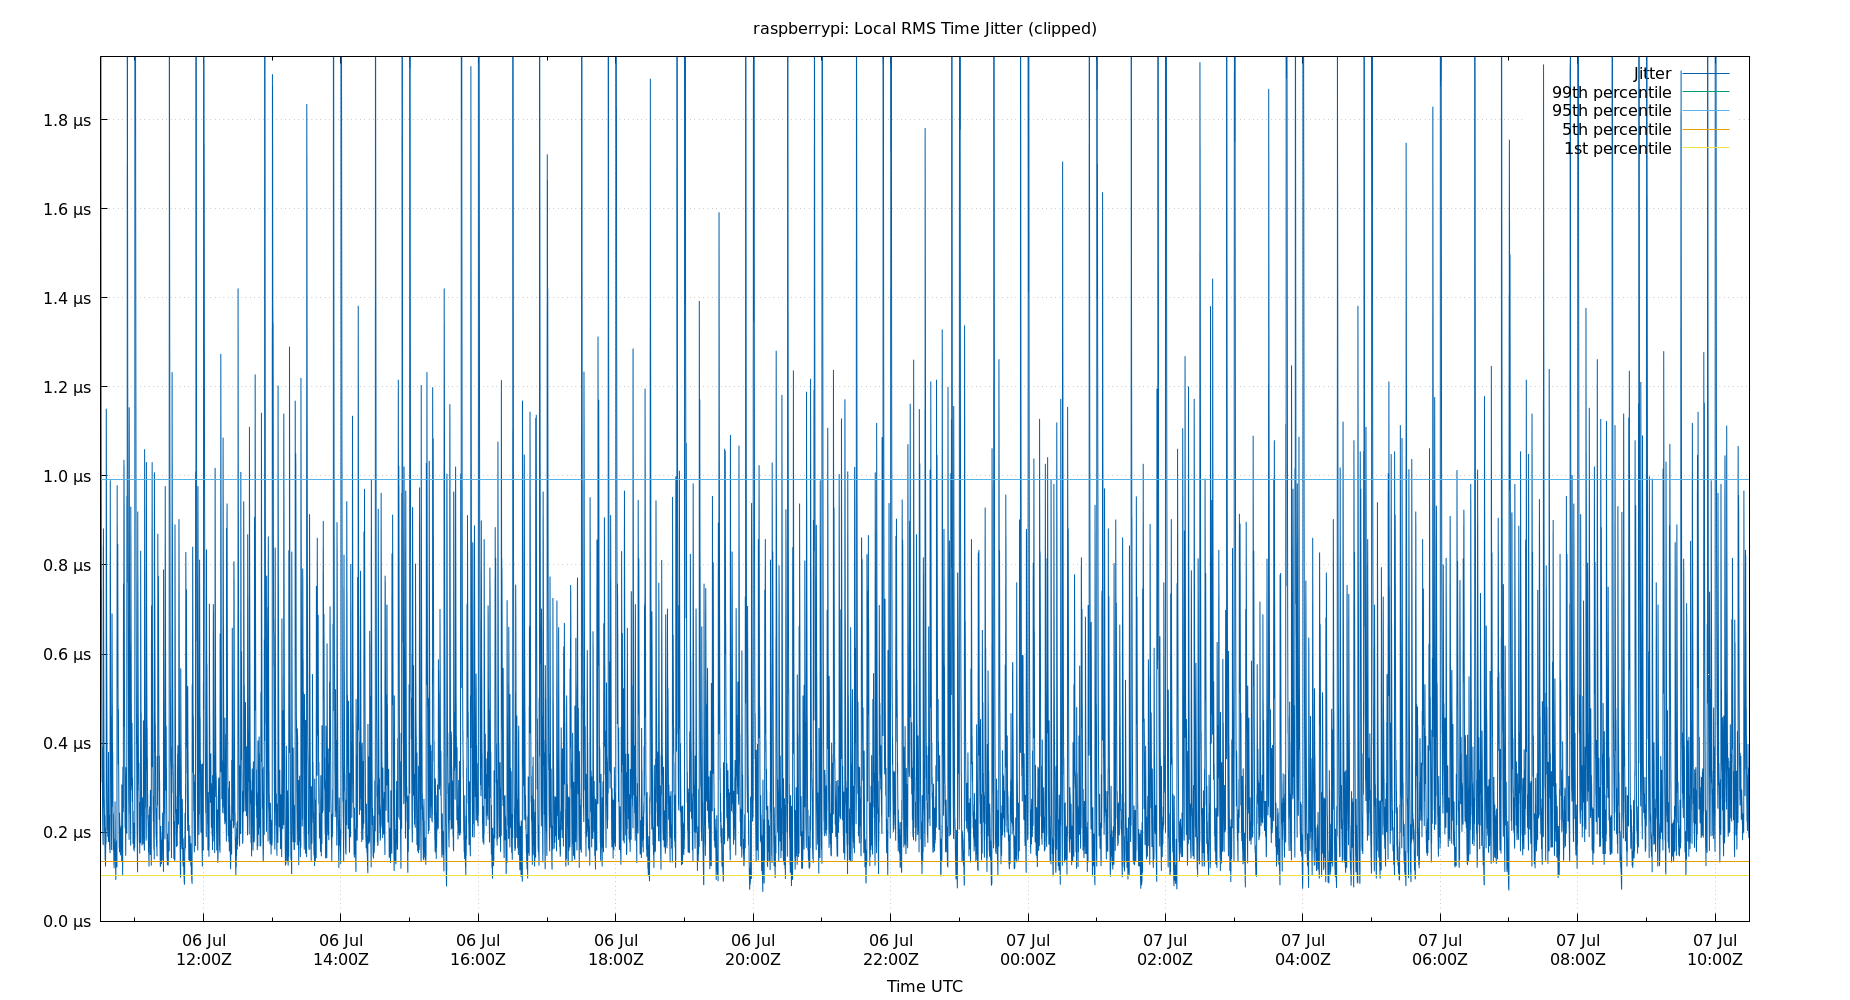 raspberrypi: Local RMS Time Jitter (clipped)
Jitter
99th percentile
95th percentile
5th percentile
1st percentile
1.8 μs
1.6 μs
1.4 μs
1.2 μs
1.0 μs
0.8 μs
0.6 μs
0.4 μs
0.2 μs
0.0 μs
06 Jul 06 Jul 06 Jul 06 Jul 06 Jul 06 Jul 07 Jul 07 Jul 07 Jul 07 Jul 07 Jul 07 Jul
12:00Z 14:00Z 16:00Z 18:00Z 20:00Z 22:00Z 00:00Z 02:00Z 04:00Z 06:00Z 08:00Z 10:00Z
Time UTC